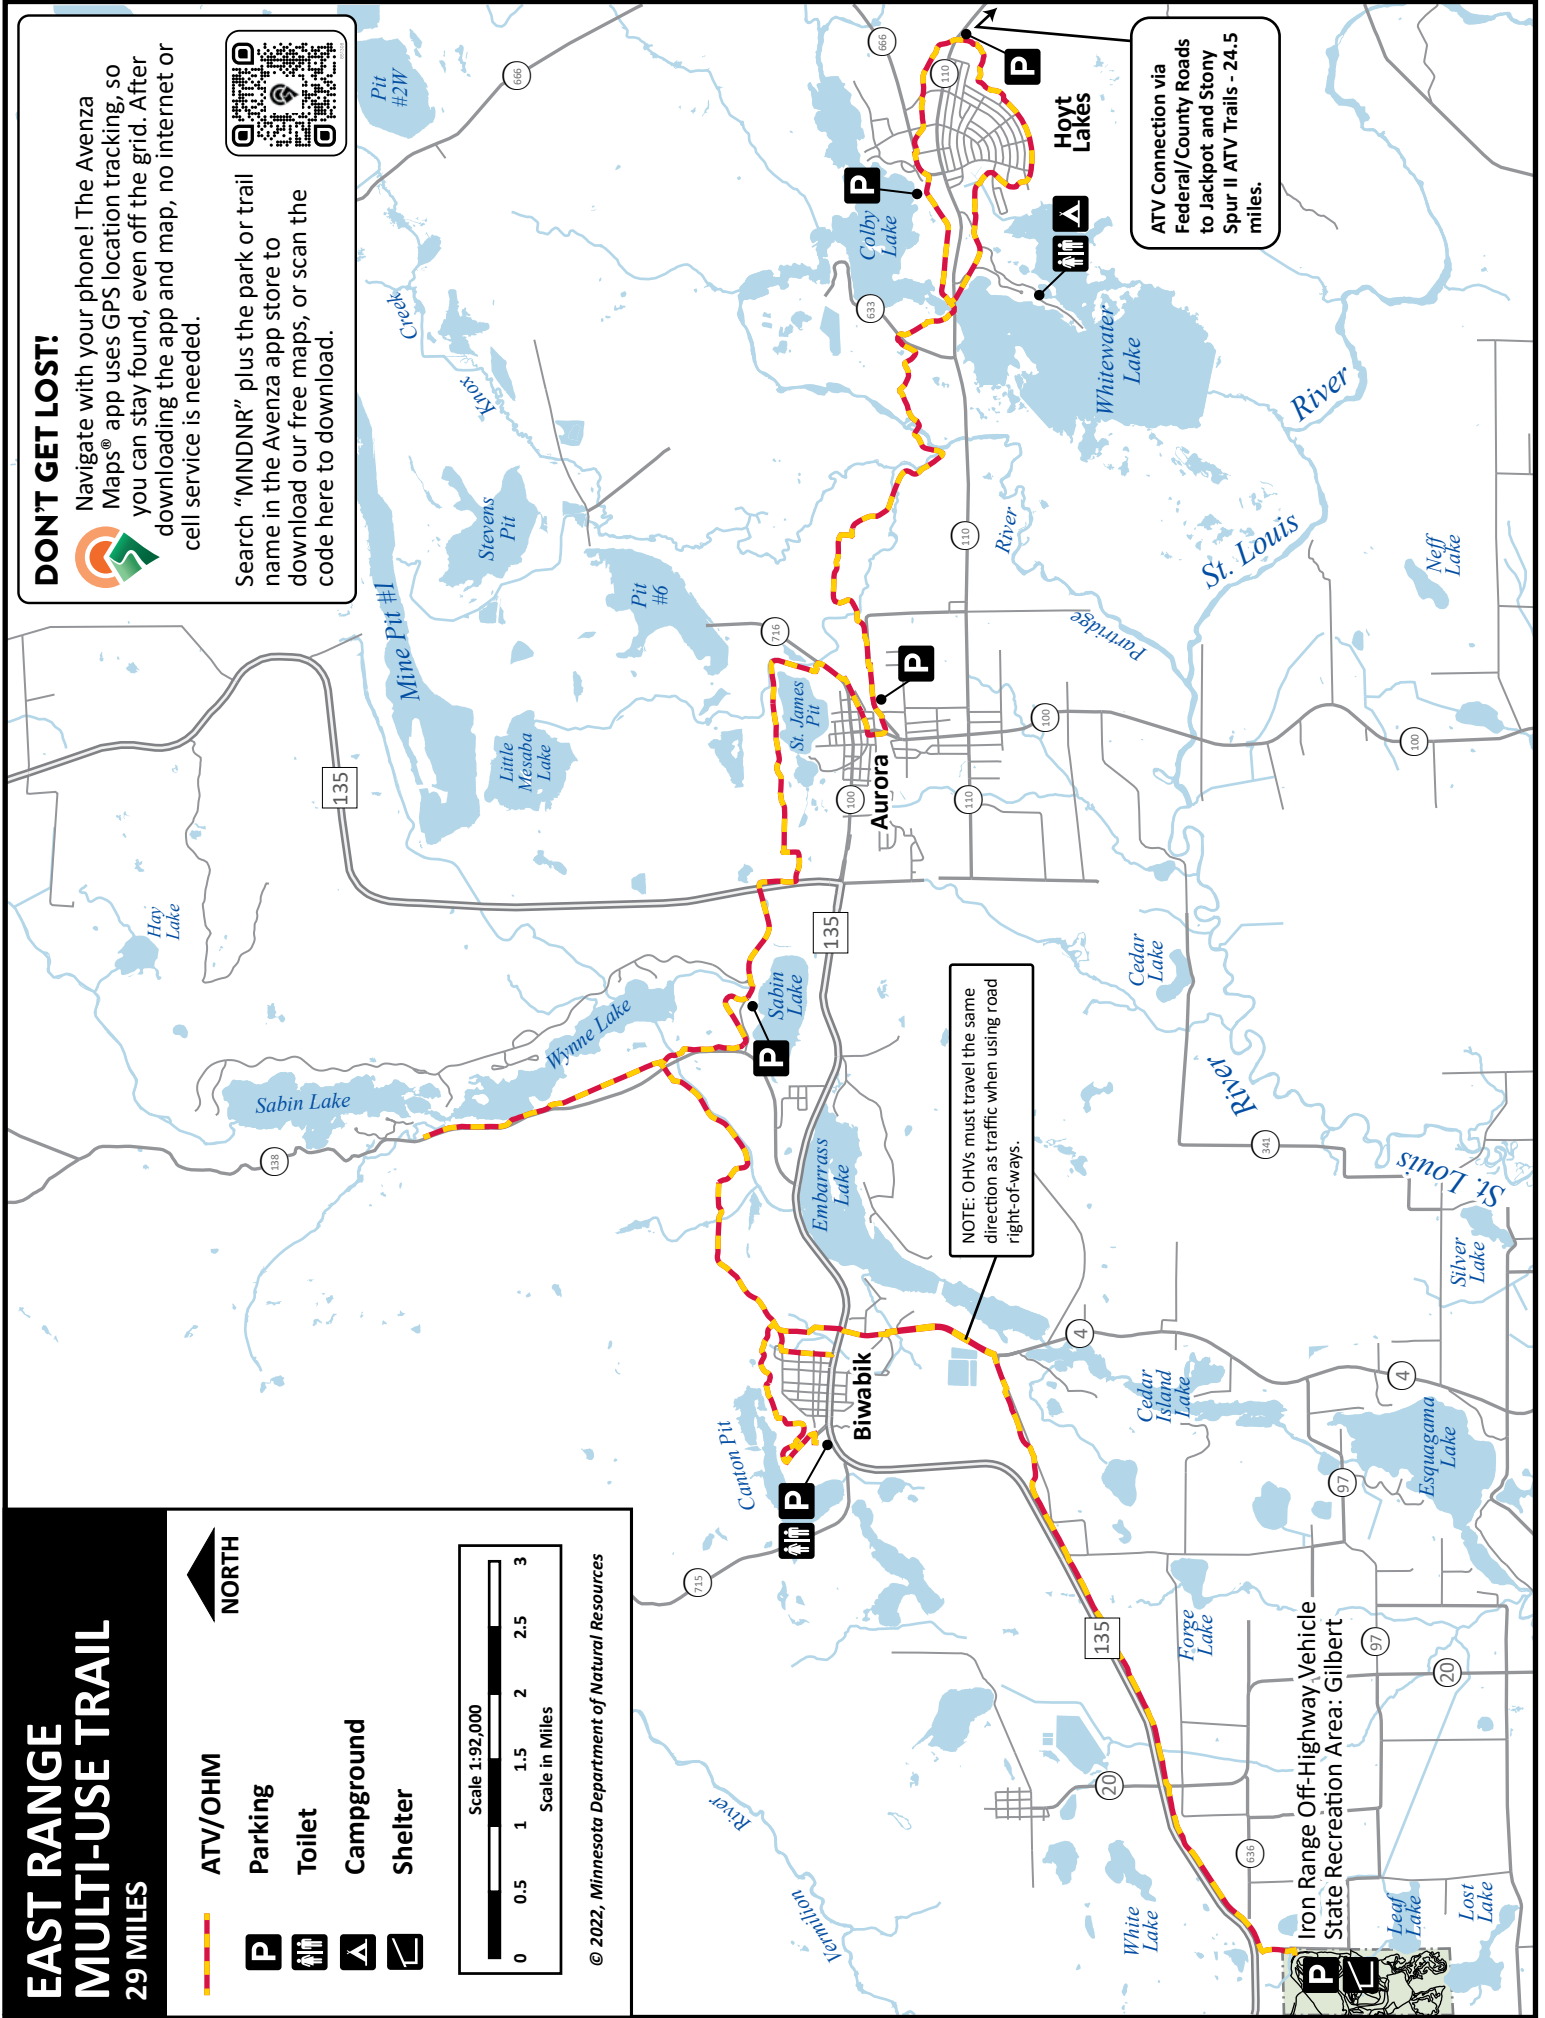 EAST RANGE
MULTI-USE TRAIL
29 MILES
ATV/OHM
P
Parking
Toilet
Campground
Shelter
NORTH
Scale 1:92,000
0
0.5
1
1.5
2
2.5
3
Scale in Miles
© 2022, Minnesota Department of Natural Resources
DON'T GET LOST!
Navigate with your phone! The Avenza
Maps® app uses GPS location tracking, so
you can stay found, even off the grid. After
downloading the app and map, no internet or
cell service is needed.
Search “MNDNR” plus the park or trail
name in the Avenza app store to
download our free maps, or scan the
code here to download.
Pit
#2W
666
666
Creek
Knox
Mine Pit #1
Stevens
Pit
Pit
#6
Little
Mesaba
Lake
135
Hay
Lake
Wynne Lake
Sabin Lake
138
716
St. James
Pit
100
Aurora
P
110
110
100
100
River
Partridge
633
Colby
Lake
P
110
P
Hoyt
Lakes
Whitewater
Lake
ATV Connection via
Federal/County Roads
to Jackpot and Stony
Spur II ATV Trails - 24.5
miles.
River
St. Louis
Neff
Lake
135
Sabin
Lake
P
Embarrass
Lake
NOTE: OHVs must travel the same
direction as traffic when using road
right-of-ways.
Cedar
Lake
River
341
St. Louis
Silver
Lake
4
Cedar
Island
Lake
4
Esquagama
Lake
97
Biwabik
Canton Pit
P
715
135
Forge
Lake
97
20
20
636
River
Vermilion
White
Lake
Iron Range Off-Highway Vehicle
State Recreation Area: Gilbert
P
Leaf
Lake
Lost
Lake